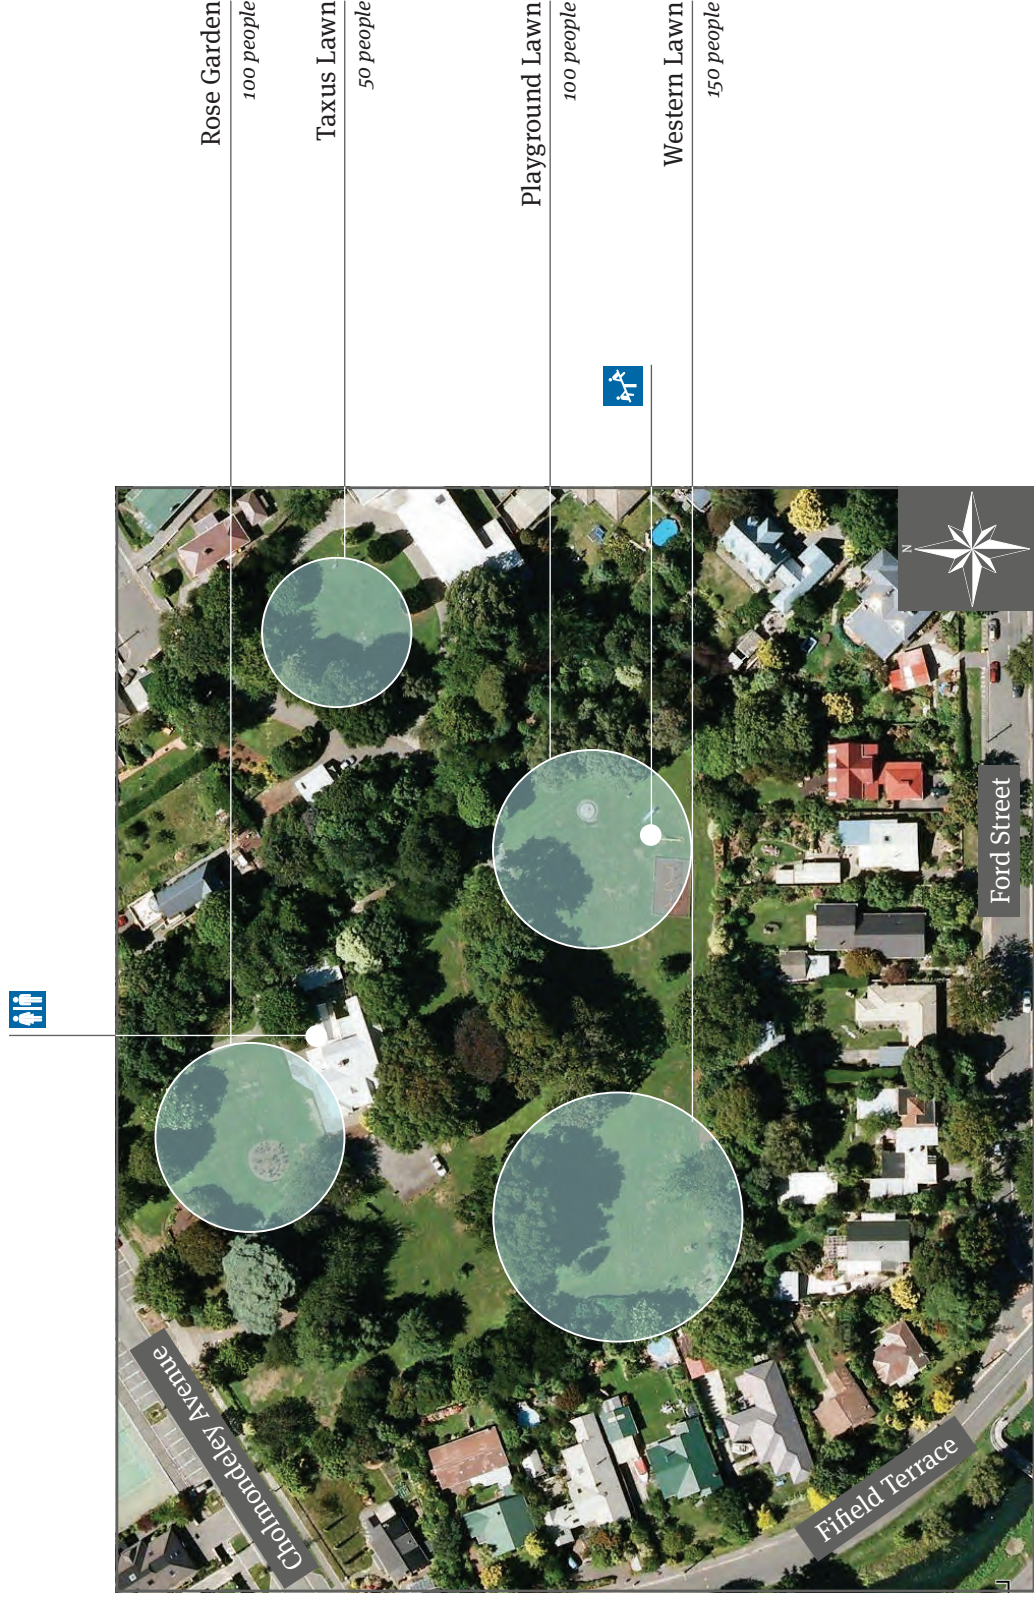 Rose Garden
100 people
Taxus Lawn
50 people
Playground Lawn
100 people
Western Lawn
150 people
N
Ford Street
Cholmondeley Avenue
Fifield Terrace